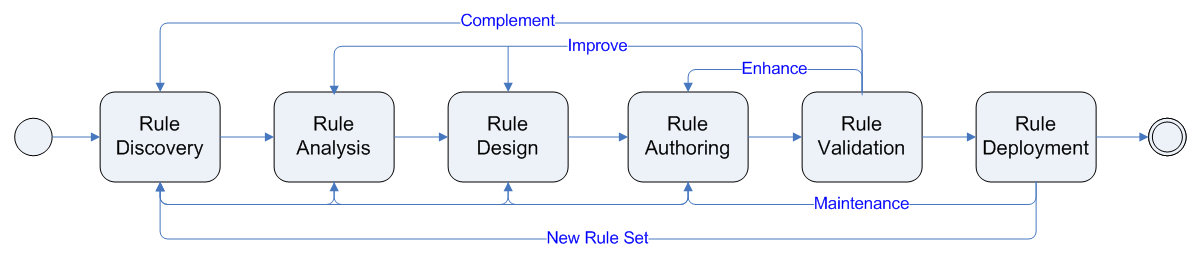 Complement
Improve
Enhance
Rule
Discovery
Rule
Analysis
Rule
Design
Rule
Authoring
Rule
Validation
Rule
Deployment
Maintenance
New Rule Set